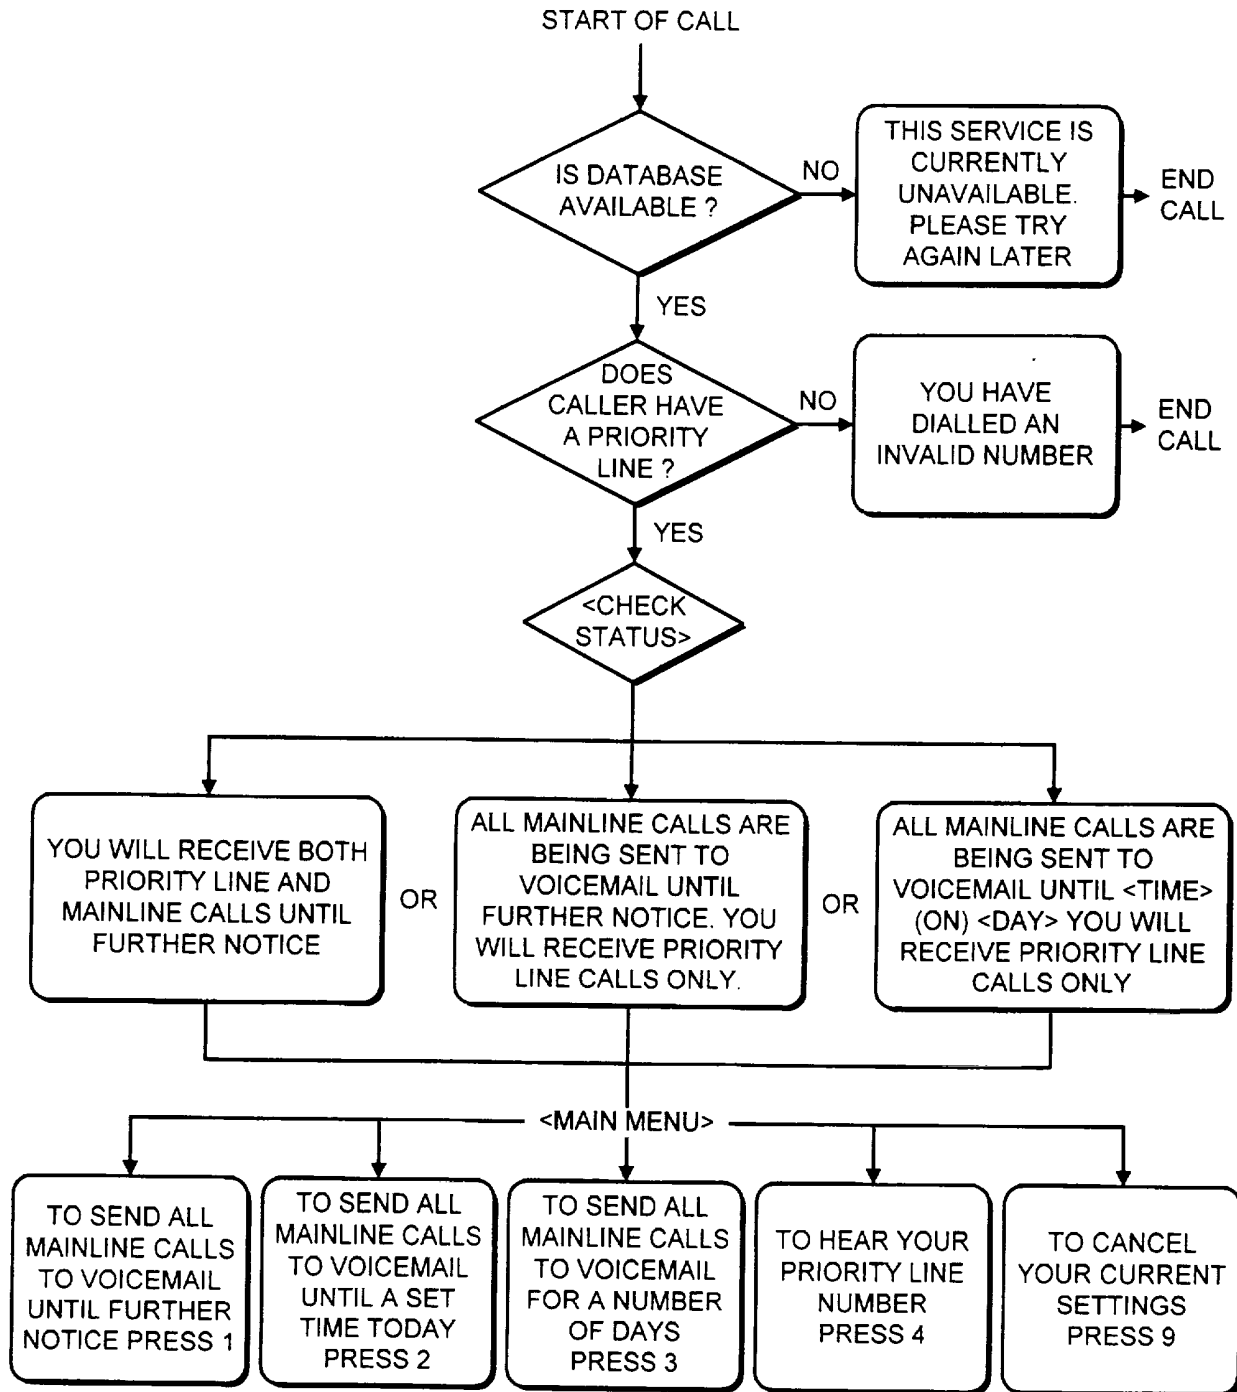 START OF CALL
IS DATABASE
AVAILABLE ?
NO
THIS SERVICE IS
CURRENTLY
UNAVAILABLE.
PLEASE TRY
AGAIN LATER
END
CALL
YES
DOES
CALLER HAVE
A PRIORITY
LINE ?
NO
YOU HAVE
DIALLED AN
INVALID NUMBER
END
CALL
YES
<CHECK
STATUS>
YOU WILL RECEIVE BOTH
PRIORITY LINE AND
MAINLINE CALLS UNTIL
FURTHER NOTICE
OR
ALL MAINLINE CALLS ARE
BEING SENT TO
VOICEMAIL UNTIL
FURTHER NOTICE. YOU
WILL RECEIVE PRIORITY
LINE CALLS ONLY.
OR
ALL MAINLINE CALLS ARE
BEING SENT TO
VOICEMAIL UNTIL <TIME>
(ON) <DAY> YOU WILL
RECEIVE PRIORITY LINE
CALLS ONLY
<MAIN MENU>
TO SEND ALL
MAINLINE CALLS
TO VOICEMAIL
UNTIL FURTHER
NOTICE PRESS 1
TO SEND ALL
MAINLINE CALLS
TO VOICEMAIL
UNTIL A SET
TIME TODAY
PRESS 2
TO SEND ALL
MAINLINE CALLS
TO VOICEMAIL
FOR A NUMBER
OF DAYS
PRESS 3
TO HEAR YOUR
PRIORITY LINE
NUMBER
PRESS 4
TO CANCEL
YOUR CURRENT
SETTINGS
PRESS 9